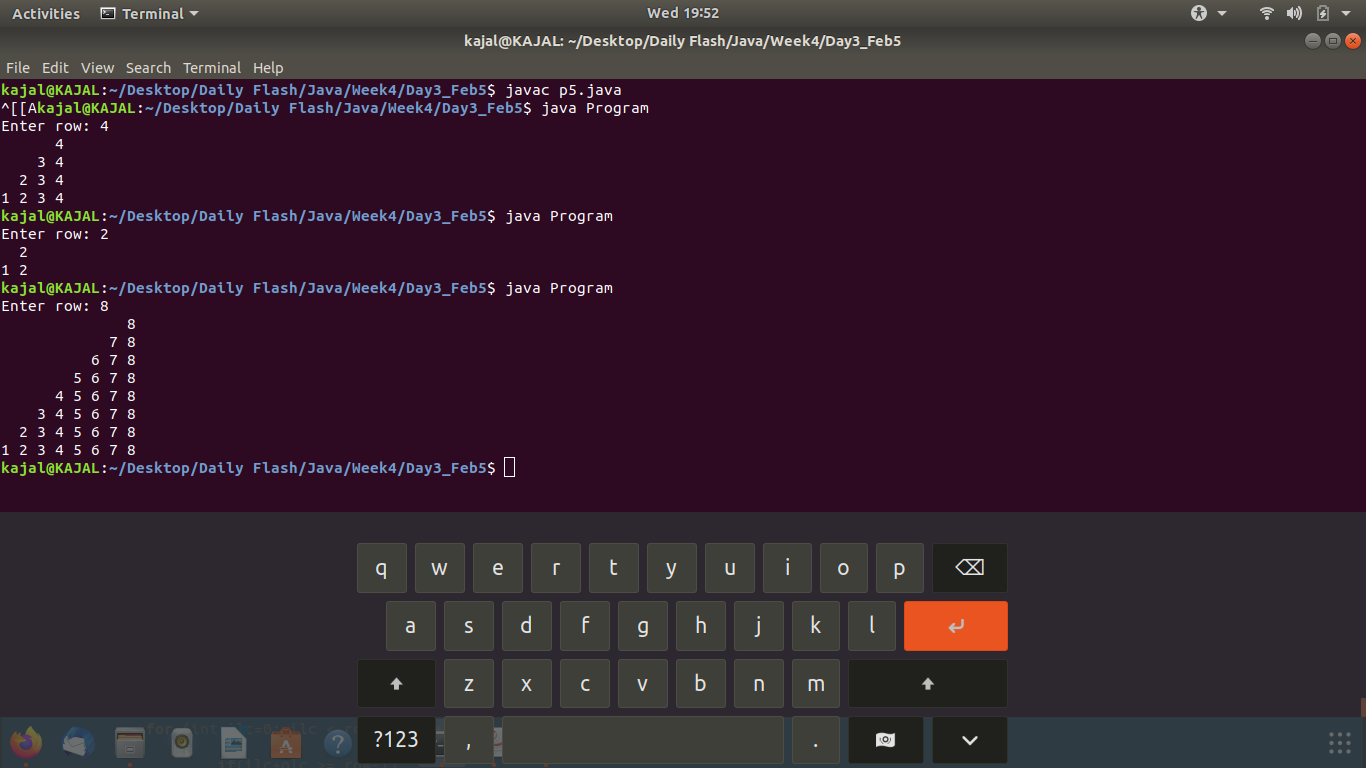 Activities Terminal Wed 19:52
kajal@KAJAL: ~/Desktop/Daily Flash/Java/Week4/Day3_Feb5
File Edit View Search Terminal Help
kajal@KAJAL:~/Desktop/Daily Flash/Java/Week4/Day3_Feb5$ javac p5.java
^[[Akajal@KAJAL:~/Desktop/Daily Flash/Java/Week4/Day3_Feb5$ java Program
Enter row: 4
      4
    3 4
  2 3 4
1 2 3 4
kajal@KAJAL:~/Desktop/Daily Flash/Java/Week4/Day3_Feb5$ java Program
Enter row: 2
  2
1 2
kajal@KAJAL:~/Desktop/Daily Flash/Java/Week4/Day3_Feb5$ java Program
Enter row: 8
              8
            7 8
          6 7 8
        5 6 7 8
      4 5 6 7 8
    3 4 5 6 7 8
  2 3 4 5 6 7 8
1 2 3 4 5 6 7 8
kajal@KAJAL:~/Desktop/Daily Flash/Java/Week4/Day3_Feb5$
q w e r t y u i o p
a s d f g h j k l
z x c v b n m
?123 , .